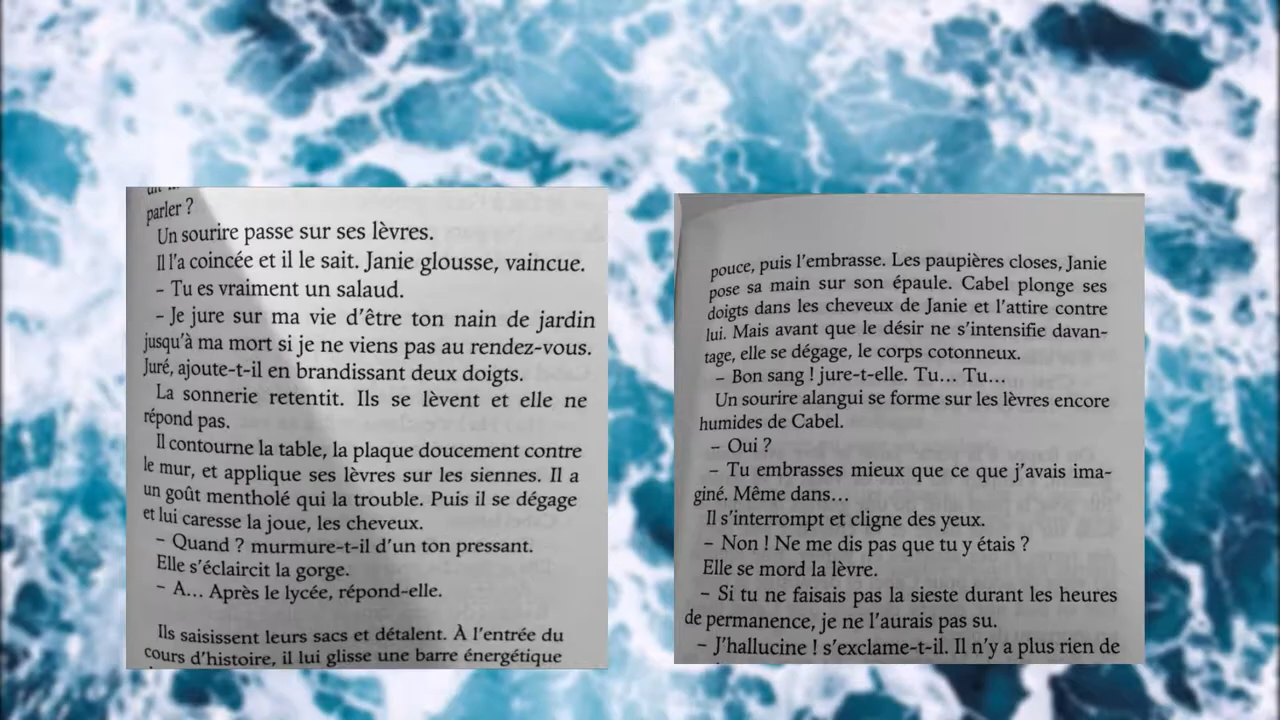 parler ?
Un sourire passe sur ses lèvres.
Il l'a coincée et il le sait. Janie glousse, vaincue.
– Tu es vraiment un salaud.
– Je jure sur ma vie d'être ton nain de jardin
jusqu'à ma mort si je ne viens pas au rendez-vous.
Juré, ajoute-t-il en brandissant deux doigts.
La sonnerie retentit. Ils se lèvent et elle ne
répond pas.
Il contourne la table, la plaque doucement contre
le mur, et applique ses lèvres sur les siennes. Il a
un goût mentholé qui la trouble. Puis il se dégage
et lui caresse la joue, les cheveux.
– Quand ? murmure-t-il d'un ton pressant.
Elle s'éclaircit la gorge.
– A… Après le lycée, répond-elle.
Ils saisissent leurs sacs et détalent. À l'entrée du
cours d'histoire, il lui glisse une barre énergétique
pouce, puis l'embrasse. Les paupières closes, Janie
pose sa main sur son épaule. Cabel plonge ses
doigts dans les cheveux de Janie et l'attire contre
lui. Mais avant que le désir ne s'intensifie davan-
tage, elle se dégage, le corps cotonneux.
– Bon sang ! jure-t-elle. Tu… Tu…
Un sourire alangui se forme sur les lèvres encore
humides de Cabel.
– Oui ?
– Tu embrasses mieux que ce que j'avais ima-
giné. Même dans…
Il s'interrompt et cligne des yeux.
– Non ! Ne me dis pas que tu y étais ?
Elle se mord la lèvre.
– Si tu ne faisais pas la sieste durant les heures
de permanence, je ne l'aurais pas su.
– J'hallucine ! s'exclame-t-il. Il n'y a plus rien de